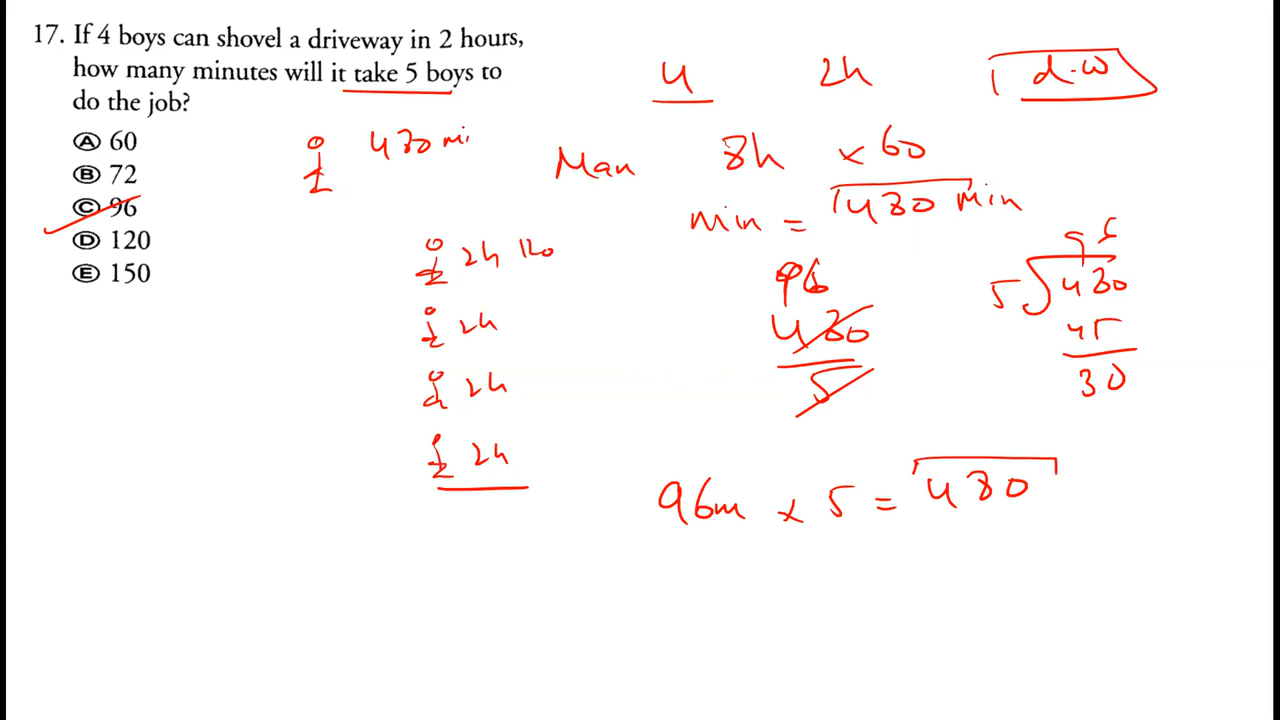 17. If 4 boys can shovel a driveway in 2 hours,
how many minutes will it take 5 boys to
do the job?
A 60
B 72
C 96
D 120
E 150
4 2h d.w
480 mi
Man 8h x 60
min = 480 min
2h 120
2h
2h
2h
96
480
5
96
5 480
45
30
96m x 5 = 480